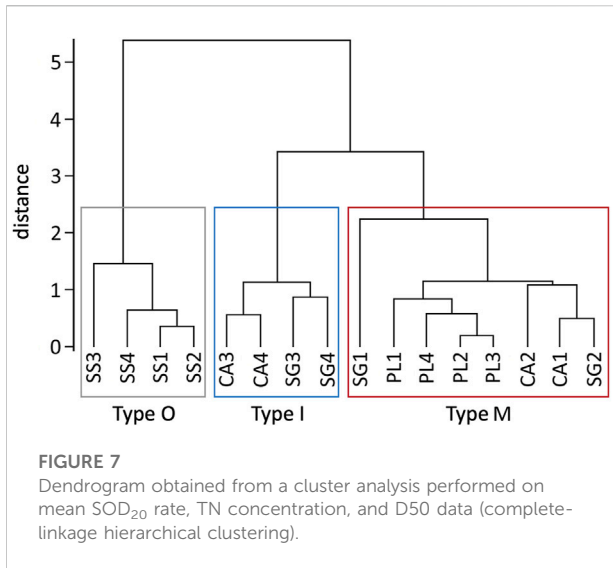 5
4
3
2
1
0
distance
SS3 SS4 SS1 SS2 CA3 CA4 SG3 SG4 SG1 PL1 PL4 PL2 PL3 CA2 CA1 SG2
Type O Type I Type M
FIGURE 7
Dendrogram obtained from a cluster analysis performed on
mean SOD₂₀ rate, TN concentration, and D50 data (complete-
linkage hierarchical clustering).